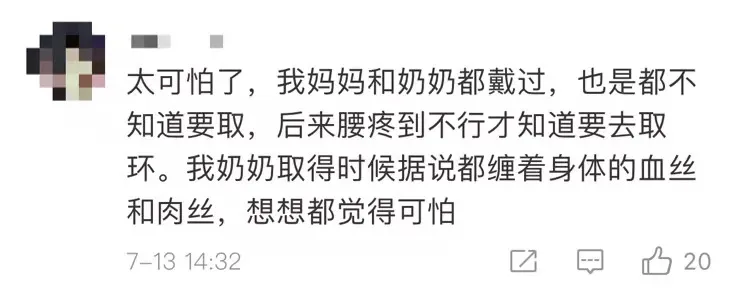 太可怕了，我妈妈和奶奶都戴过，也是都不
知道要取，后来腰疼到不行才知道要去取
环。我奶奶取得时候据说都缠着身体的血丝
和肉丝，想想都觉得可怕
7-13 14:32
20